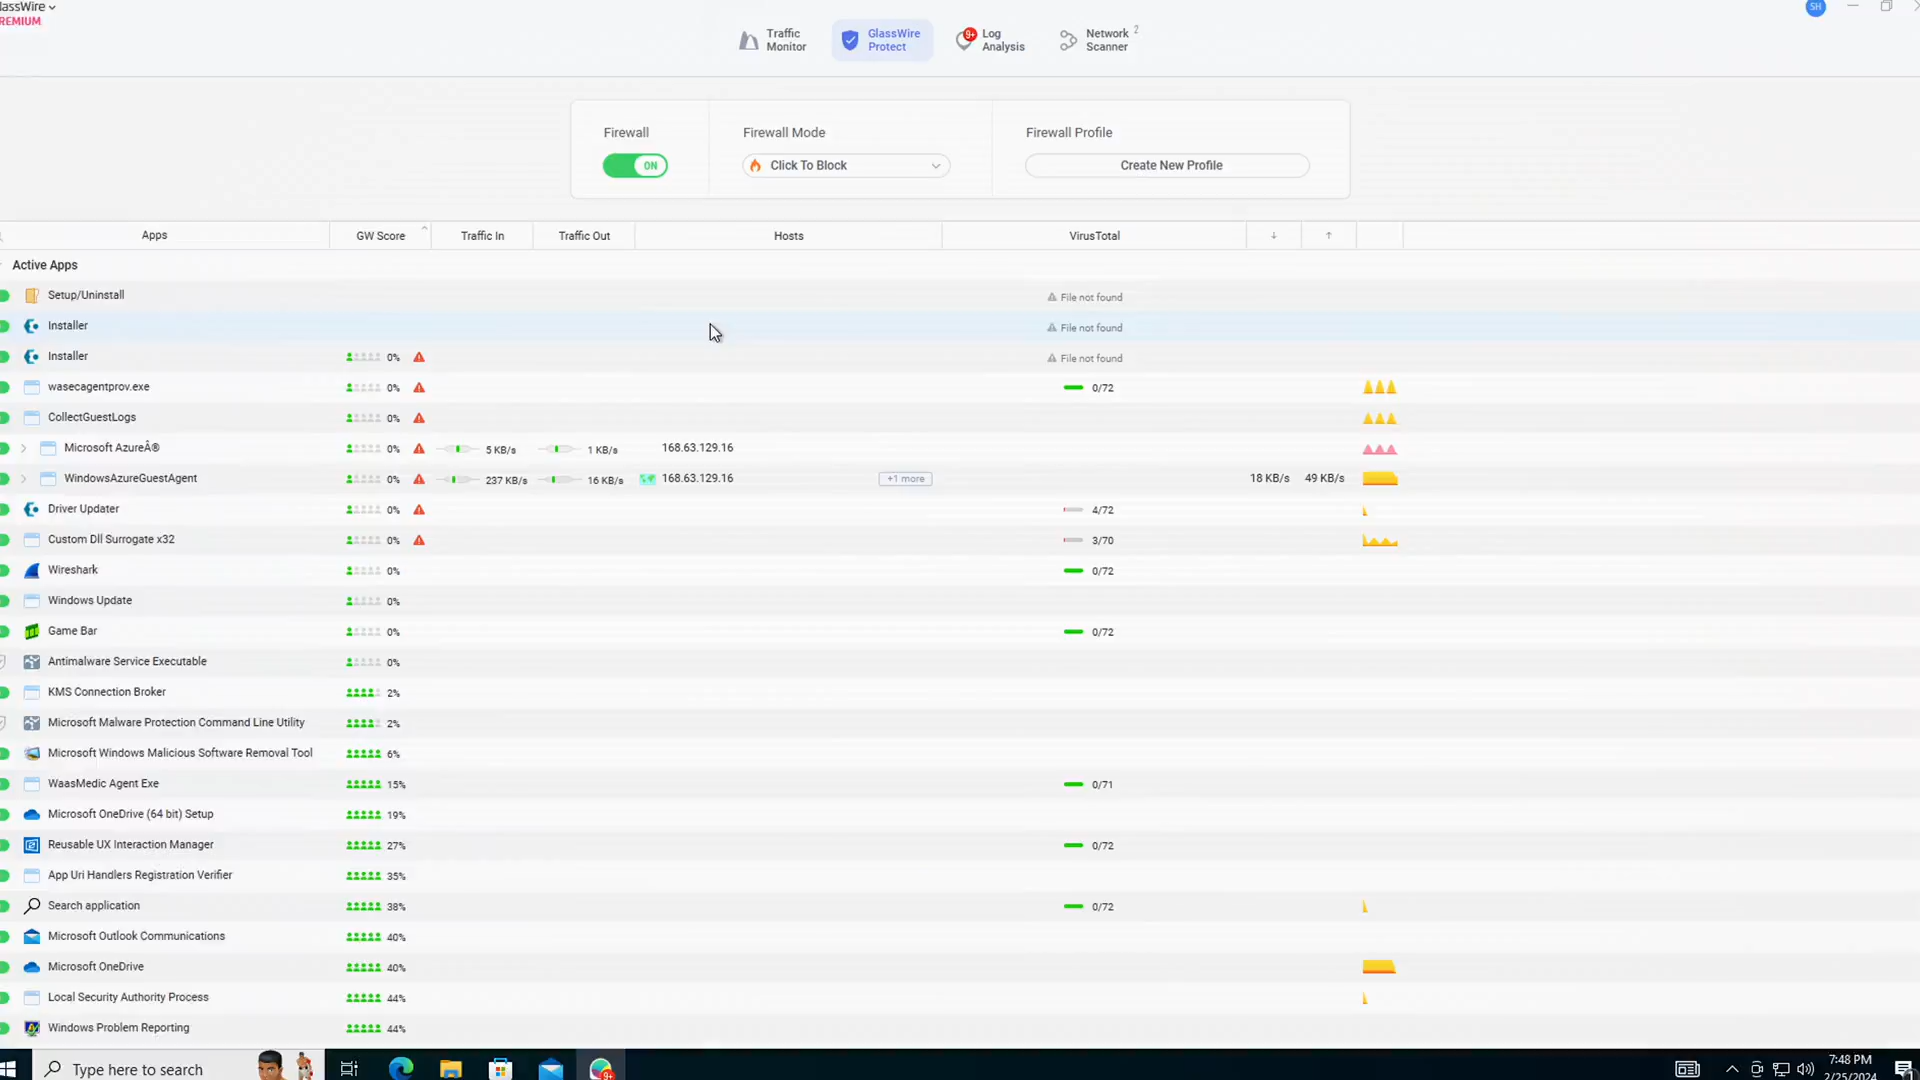 lassWire
REMIUM
SH
Traffic Monitor
GlassWire Protect
9+
Log Analysis
Network Scanner
2
Firewall
Firewall Mode
Firewall Profile
ON
Click To Block
Create New Profile
Apps GW Score Traffic In Traffic Out Hosts VirusTotal ↓ ↑
Active Apps
Setup/Uninstall File not found
Installer File not found
Installer 0% File not found
wasecagentprov.exe 0% 0/72
CollectGuestLogs 0%
Microsoft AzureÂ® 0% 5 KB/s 1 KB/s 168.63.129.16
WindowsAzureGuestAgent 0% 237 KB/s 16 KB/s 168.63.129.16 +1 more 18 KB/s 49 KB/s
Driver Updater 0% 4/72
Custom Dll Surrogate x32 0% 3/70
Wireshark 0% 0/72
Windows Update 0%
Game Bar 0% 0/72
Antimalware Service Executable 0%
KMS Connection Broker 2%
Microsoft Malware Protection Command Line Utility 2%
Microsoft Windows Malicious Software Removal Tool 6%
WaasMedic Agent Exe 15% 0/71
Microsoft OneDrive (64 bit) Setup 19%
Reusable UX Interaction Manager 27% 0/72
App Uri Handlers Registration Verifier 35%
Search application 38% 0/72
Microsoft Outlook Communications 40%
Microsoft OneDrive 40%
Local Security Authority Process 44%
Windows Problem Reporting 44%
Type here to search
9+
7:48 PM
2/25/2024
1